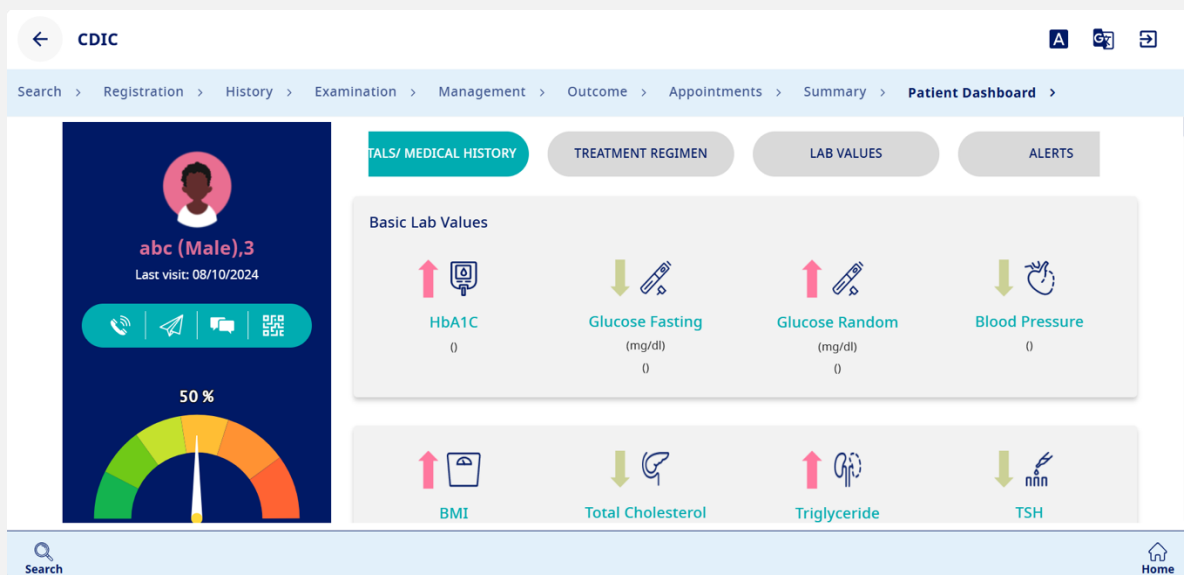 CDIC
A
G
Search > Registration > History > Examination > Management > Outcome > Appointments > Summary > Patient Dashboard >
TALS/ MEDICAL HISTORY TREATMENT REGIMEN LAB VALUES ALERTS
abc (Male),3
Last visit: 08/10/2024
50 %
Basic Lab Values
HbA1C Glucose Fasting Glucose Random Blood Pressure
() (mg/dl) (mg/dl) ()
() ()
BMI Total Cholesterol Triglyceride TSH
Search Home